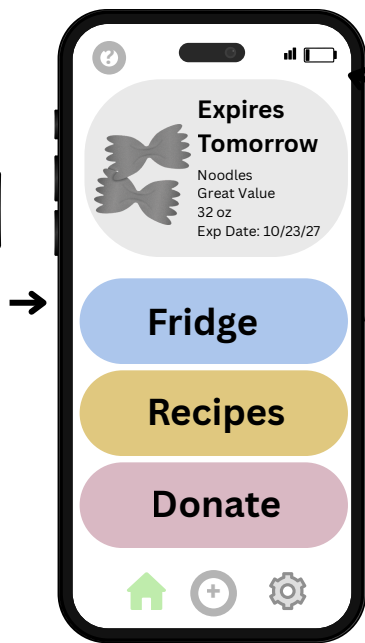 ?
Expires
Tomorrow
Noodles
Great Value
32 oz
Exp Date: 10/23/27
Fridge
Recipes
Donate
+